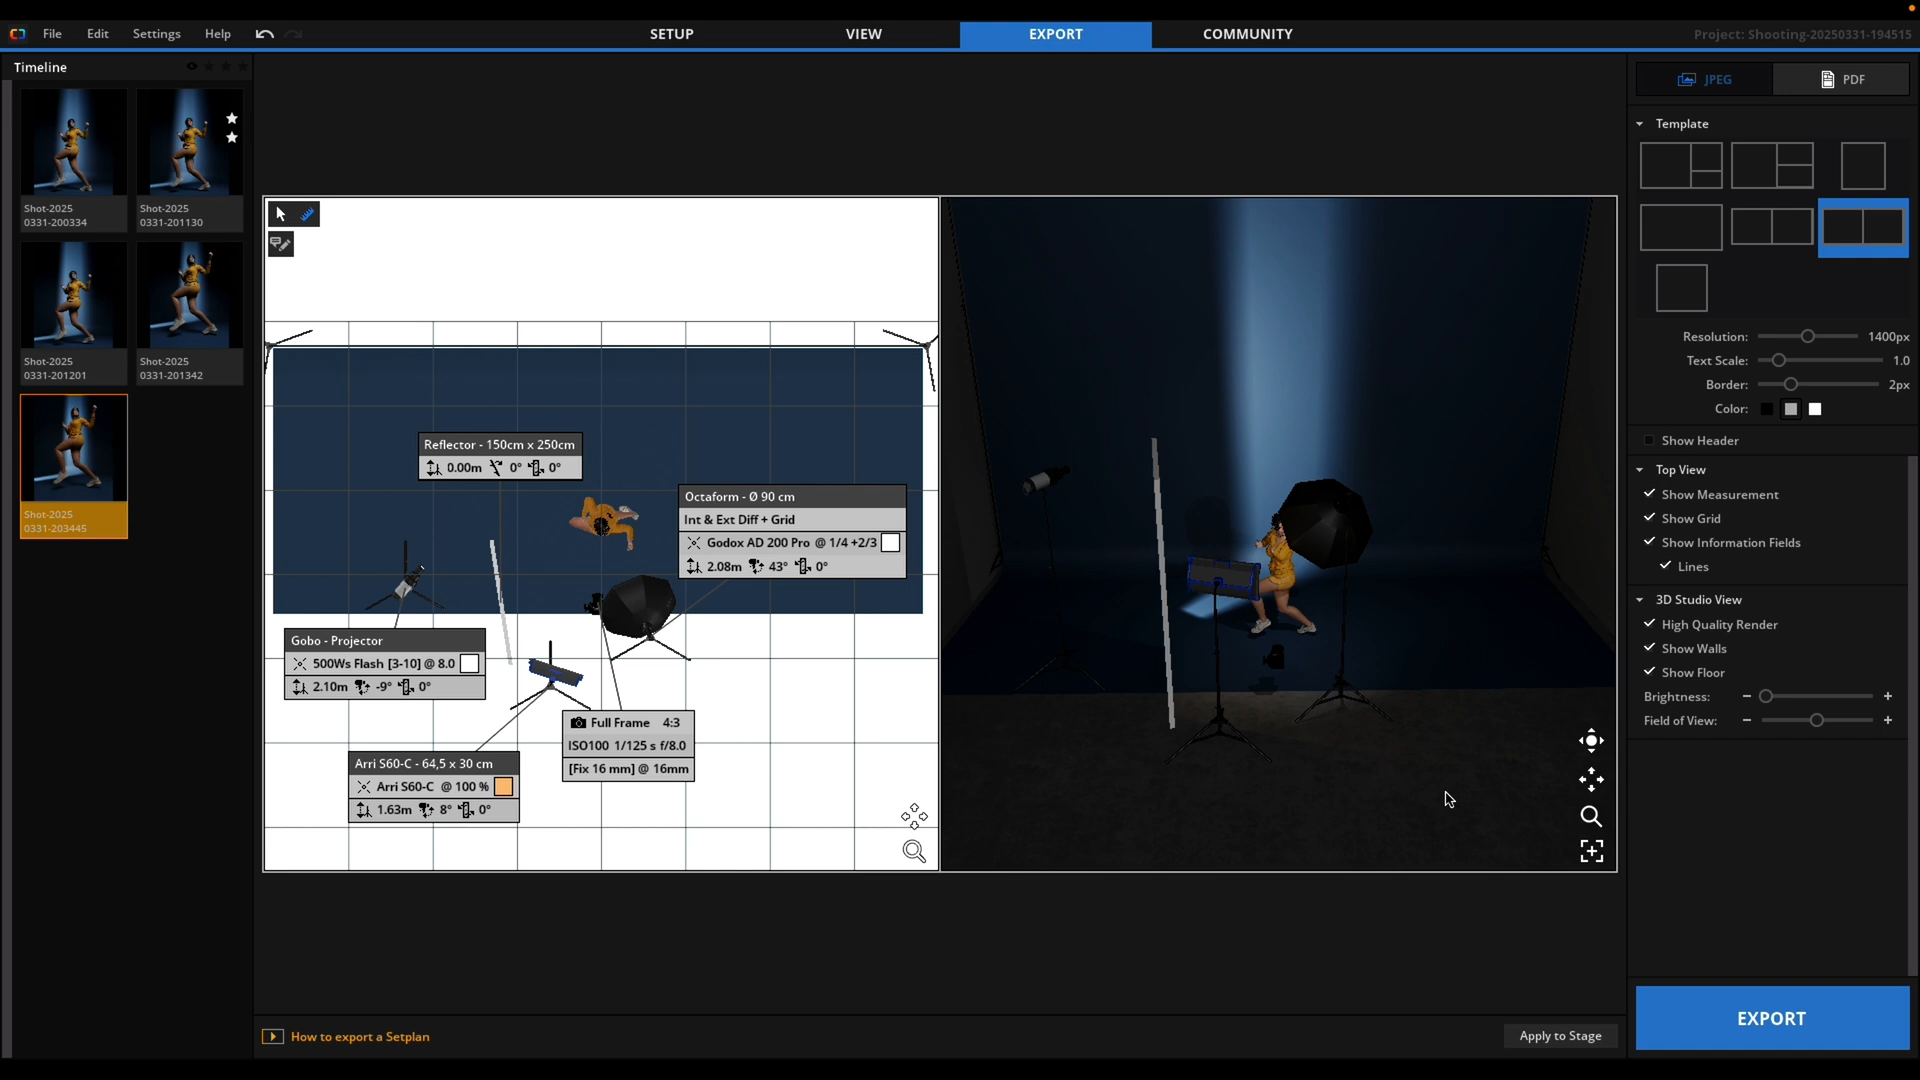 File Edit Settings Help SETUP VIEW EXPORT COMMUNITY Project: Shooting-20250331-194515
Timeline
Shot-2025
0331-200334
Shot-2025
0331-201130
Shot-2025
0331-201201
Shot-2025
0331-201342
Shot-2025
0331-203445
Reflector - 150cm x 250cm
0.00m 0° 0°
Octaform - Ø 90 cm
Int & Ext Diff + Grid
Godox AD 200 Pro @ 1/4 +2/3
2.08m 43° 0°
Gobo - Projector
500Ws Flash [3-10] @ 8.0
2.10m -9° 0°
Full Frame 4:3
ISO100 1/125 s f/8.0
[Fix 16 mm] @ 16mm
Arri S60-C - 64,5 x 30 cm
Arri S60-C @ 100 %
1.63m 8° 0°
How to export a Setplan
Apply to Stage
JPEG PDF
Template
Resolution: 1400px
Text Scale: 1.0
Border: 2px
Color:
Show Header
Top View
Show Measurement
Show Grid
Show Information Fields
Lines
3D Studio View
High Quality Render
Show Walls
Show Floor
Brightness: - +
Field of View: - +
EXPORT